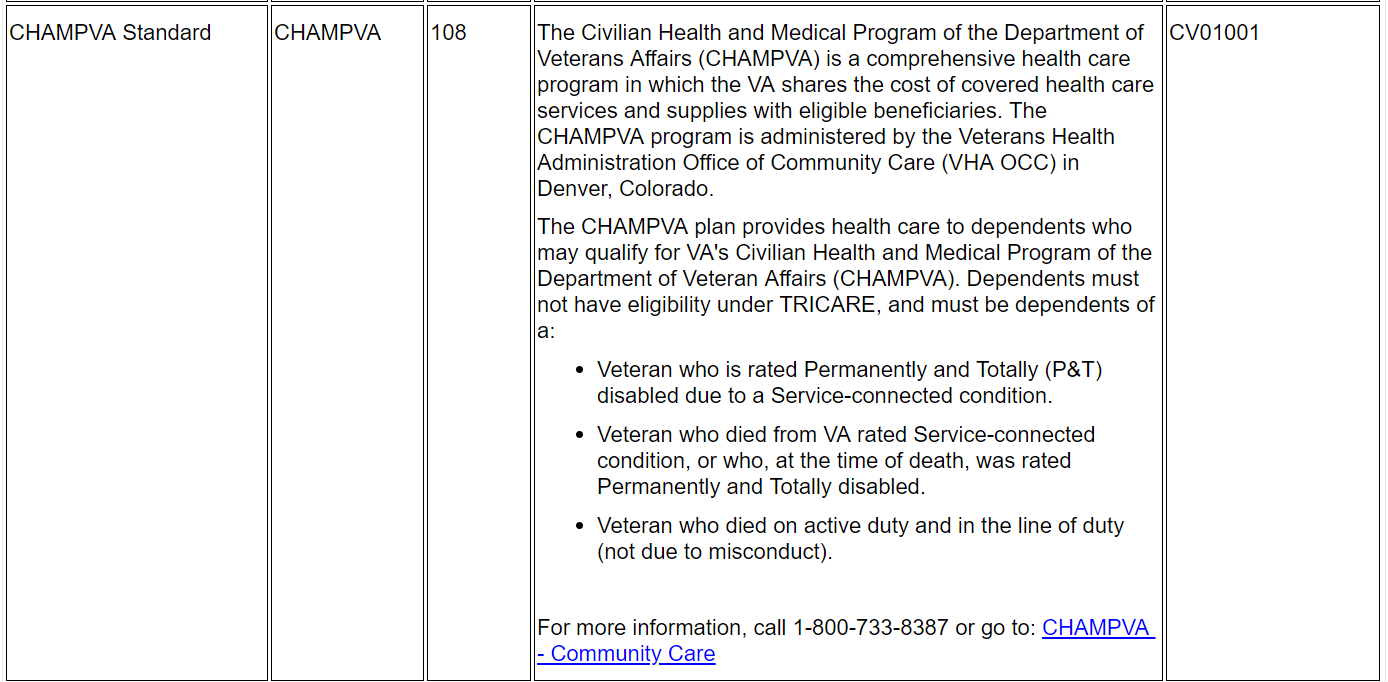 CHAMPVA Standard
CHAMPVA
108
The Civilian Health and Medical Program of the Department of
Veterans Affairs (CHAMPVA) is a comprehensive health care
program in which the VA shares the cost of covered health care
services and supplies with eligible beneficiaries. The
CHAMPVA program is administered by the Veterans Health
Administration Office of Community Care (VHA OCC) in
Denver, Colorado.
The CHAMPVA plan provides health care to dependents who
may qualify for VA's Civilian Health and Medical Program of the
Department of Veteran Affairs (CHAMPVA). Dependents must
not have eligibility under TRICARE, and must be dependents of
a:
• Veteran who is rated Permanently and Totally (P&T)
disabled due to a Service-connected condition.
• Veteran who died from VA rated Service-connected
condition, or who, at the time of death, was rated
Permanently and Totally disabled.
• Veteran who died on active duty and in the line of duty
(not due to misconduct).
For more information, call 1-800-733-8387 or go to: CHAMPVA
- Community Care
CV01001